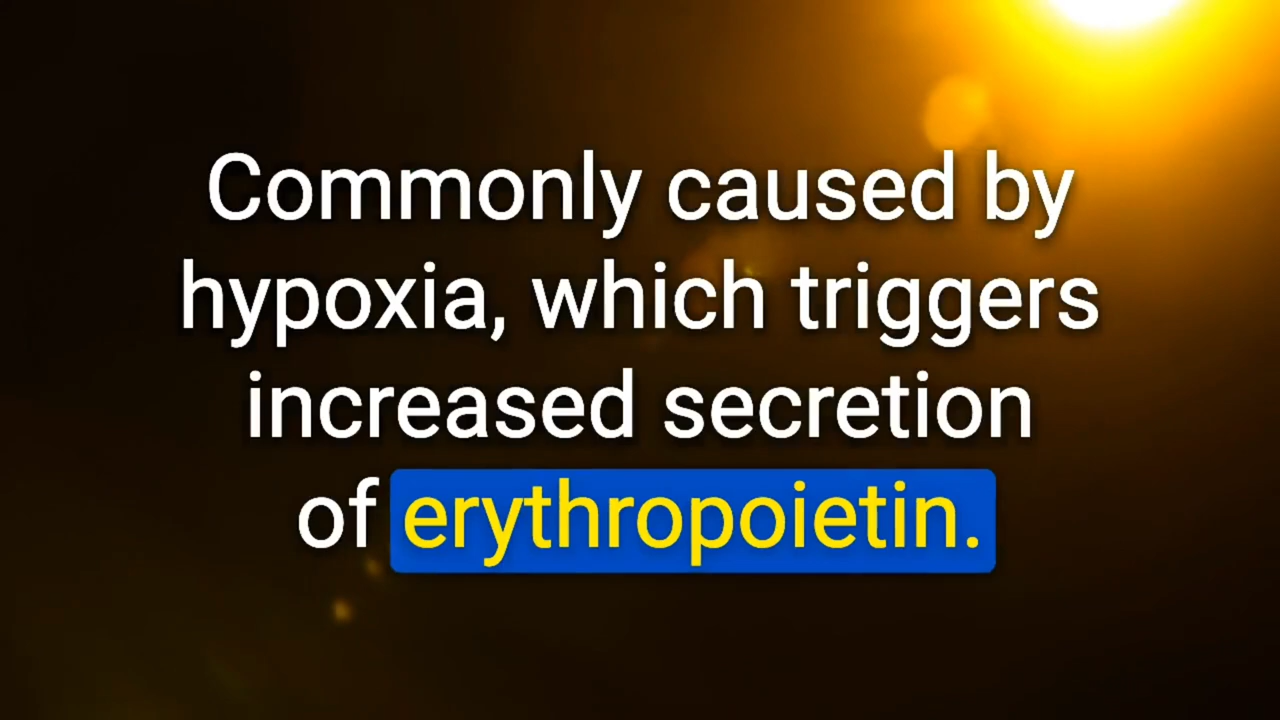 Commonly caused by
hypoxia, which triggers
increased secretion
of erythropoietin.